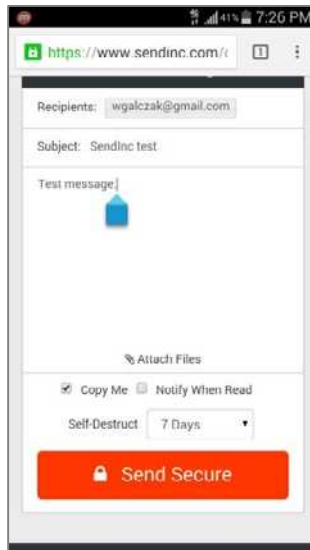 41% 7:26 PM
https://www.sendinc.com/ 1
Recipients: wgalczak@gmail.com
Subject: SendInc test
Test message.
Attach Files
Copy Me Notify When Read
Self-Destruct 7 Days
Send Secure